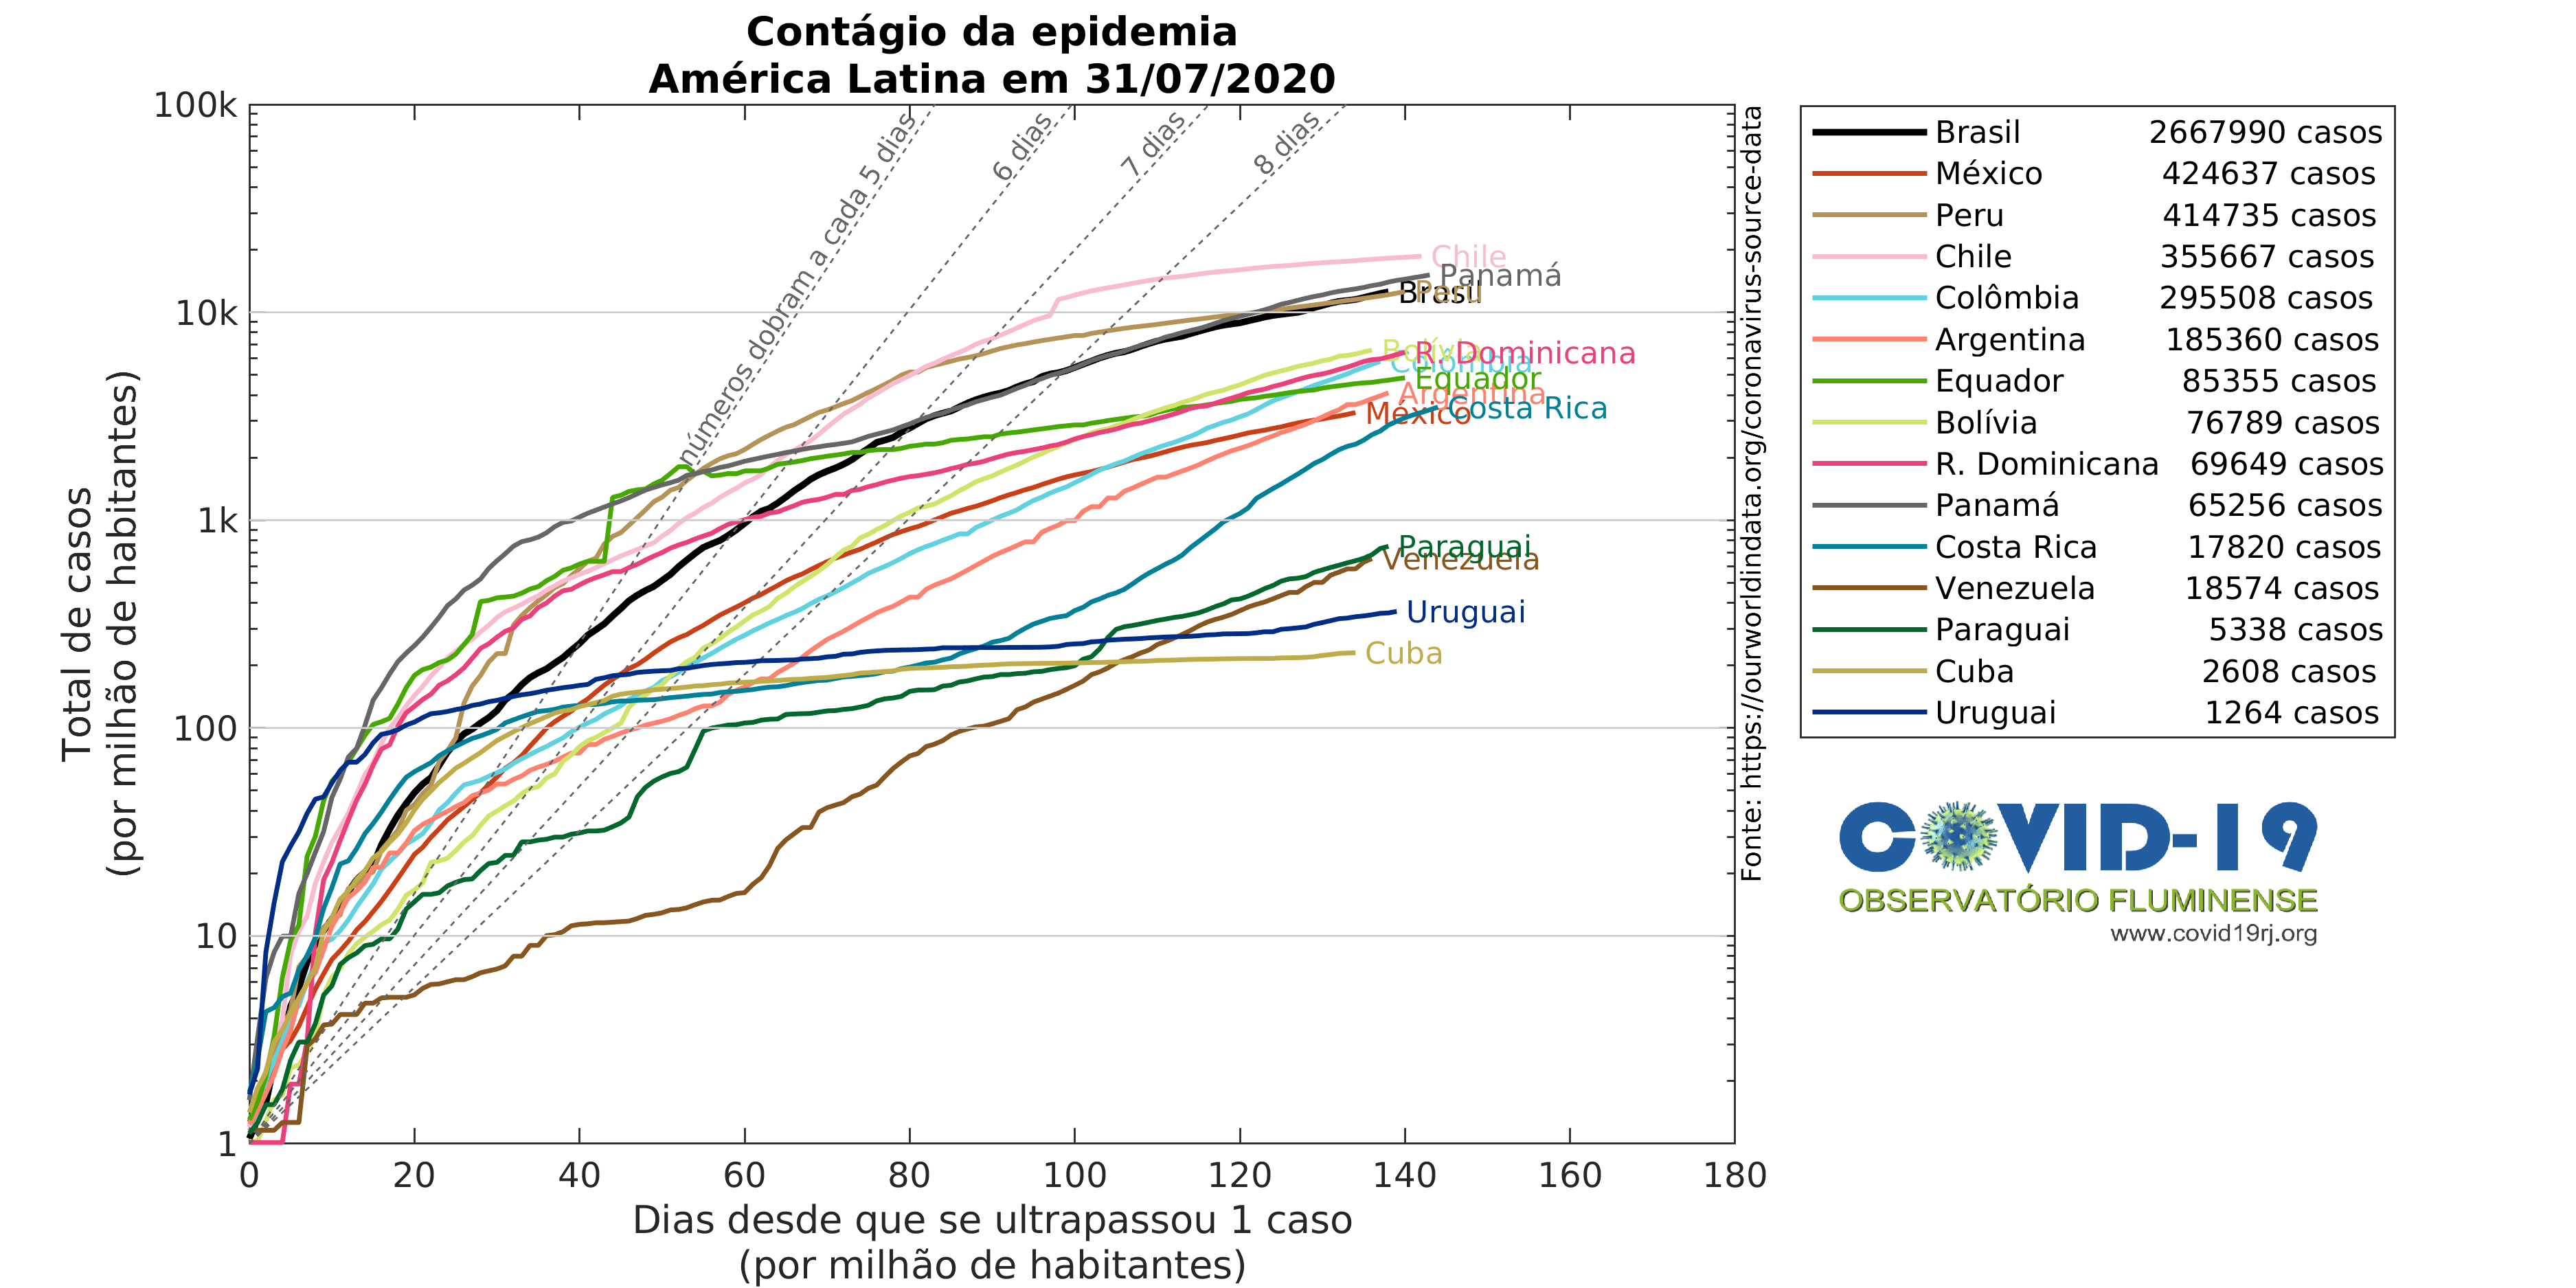 Contágio da epidemia
América Latina em 31/07/2020
Total de casos
(por milhão de habitantes)
100k
10k
1k
100
10
1
números dobram a cada 5 dias
6 dias
7 dias
8 dias
Chile
Panamá
Brasil
Peru
Bolívia
R. Dominicana
Colômbia
Equador
Argentina
México
Costa Rica
Paraguai
Venezuela
Uruguai
Cuba
0 20 40 60 80 100 120 140 160 180
Dias desde que se ultrapassou 1 caso
(por milhão de habitantes)
Fonte: https://ourworldindata.org/coronavirus-source-data
Brasil 2667990 casos
México 424637 casos
Peru 414735 casos
Chile 355667 casos
Colômbia 295508 casos
Argentina 185360 casos
Equador 85355 casos
Bolívia 76789 casos
R. Dominicana 69649 casos
Panamá 65256 casos
Costa Rica 17820 casos
Venezuela 18574 casos
Paraguai 5338 casos
Cuba 2608 casos
Uruguai 1264 casos
COVID-19
OBSERVATÓRIO FLUMINENSE
www.covid19rj.org